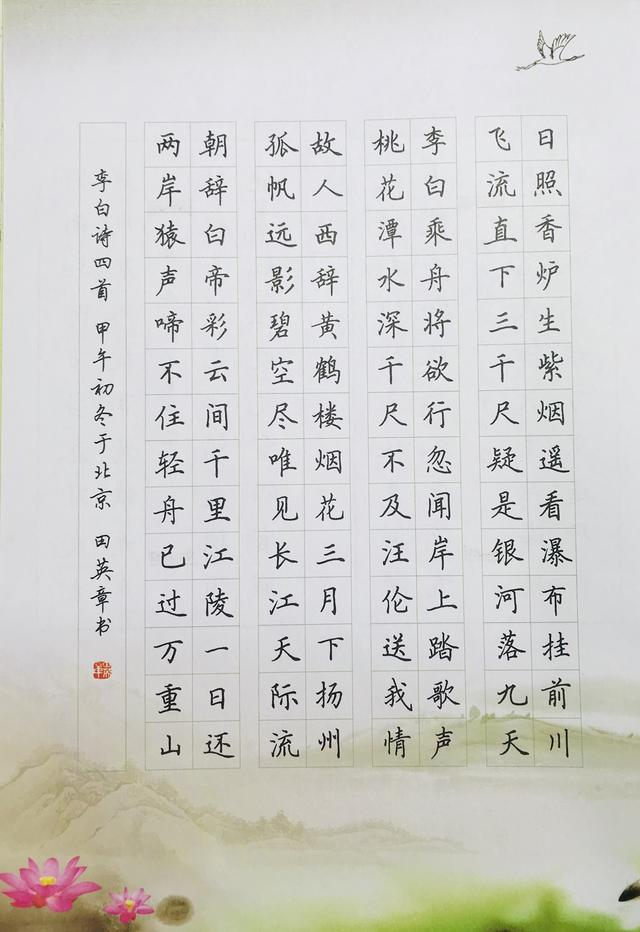 日照香炉生紫烟遥看瀑布挂前川
飞流直下三千尺疑是银河落九天
李白乘舟将欲行忽闻岸上踏歌声
桃花潭水深千尺不及汪伦送我情
故人西辞黄鹤楼烟花三月下扬州
孤帆远影碧空尽唯见长江天际流
朝辞白帝彩云间千里江陵一日还
两岸猿声啼不住轻舟已过万重山
李白诗四首 甲午初冬于北京 田英章书